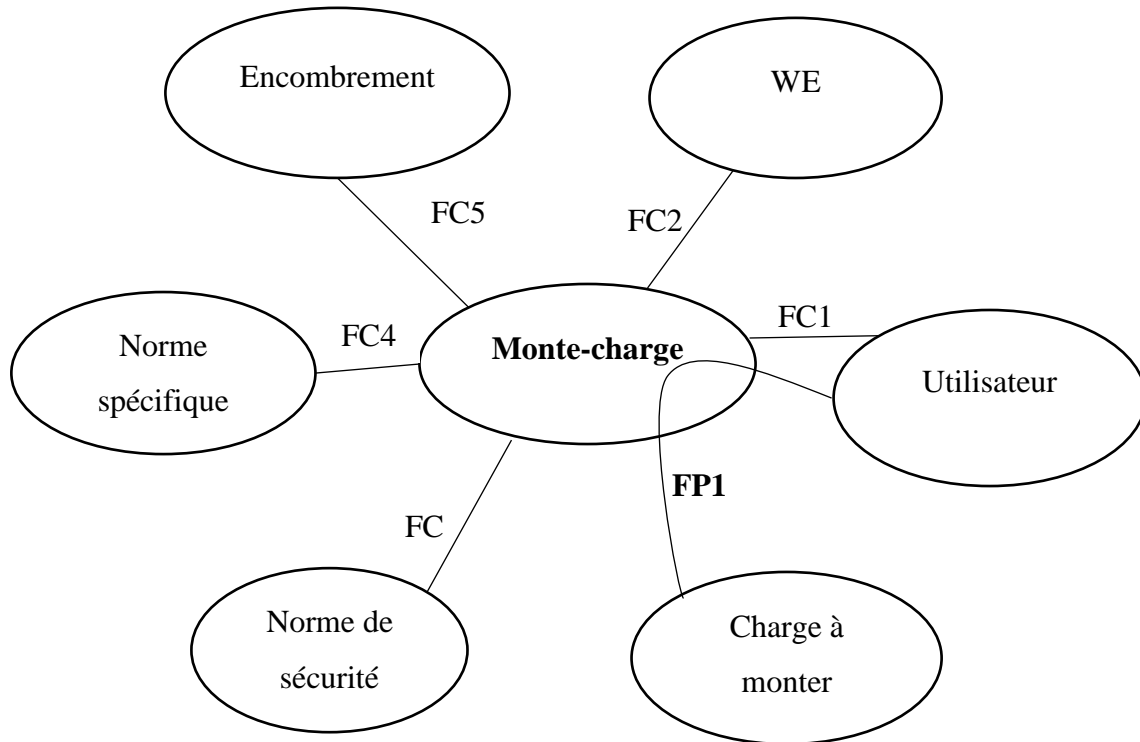 Encombrement
WE
FC5
FC2
FC1
Norme
spécifique
FC4
Monte-charge
Utilisateur
FP1
FC
Norme de
sécurité
Charge à
monter